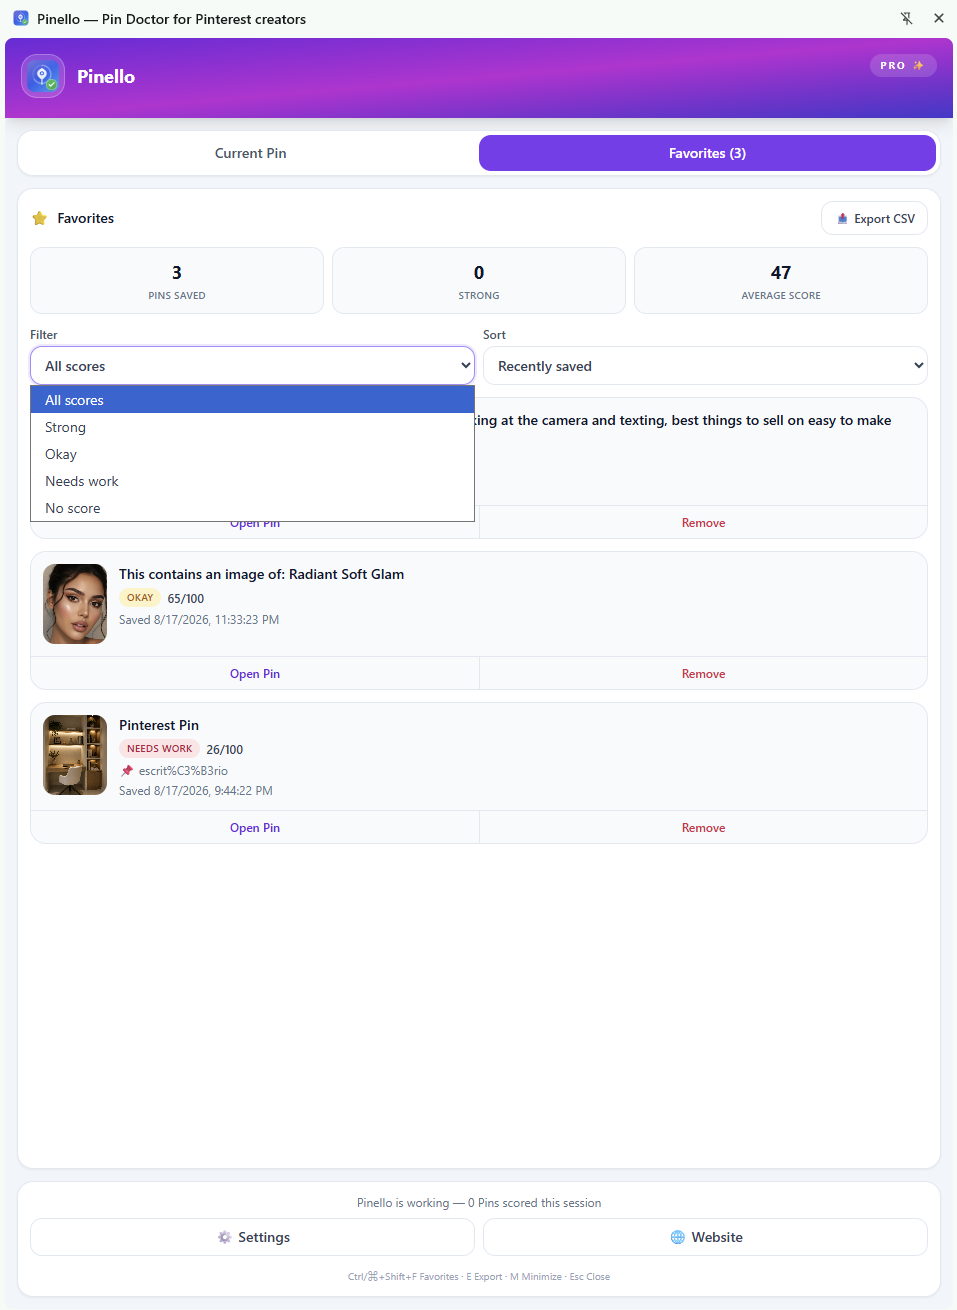 Pinello — Pin Doctor for Pinterest creators
Pinello
PRO ✨
Current Pin
Favorites (3)
Favorites
Export CSV
3
PINS SAVED
0
STRONG
47
AVERAGE SCORE
Filter
Sort
All scores
Recently saved
All scores
Strong
Okay
Needs work
No score
at the camera and texting, best things to sell on easy to make
Open Pin
Remove
This contains an image of: Radiant Soft Glam
OKAY 65/100
Saved 8/17/2026, 11:33:23 PM
Open Pin
Remove
Pinterest Pin
NEEDS WORK 26/100
📌 escrit%C3%B3rio
Saved 8/17/2026, 9:44:22 PM
Open Pin
Remove
Pinello is working — 0 Pins scored this session
Settings
Website
Ctrl/⌘+Shift+F Favorites · E Export · M Minimize · Esc Close